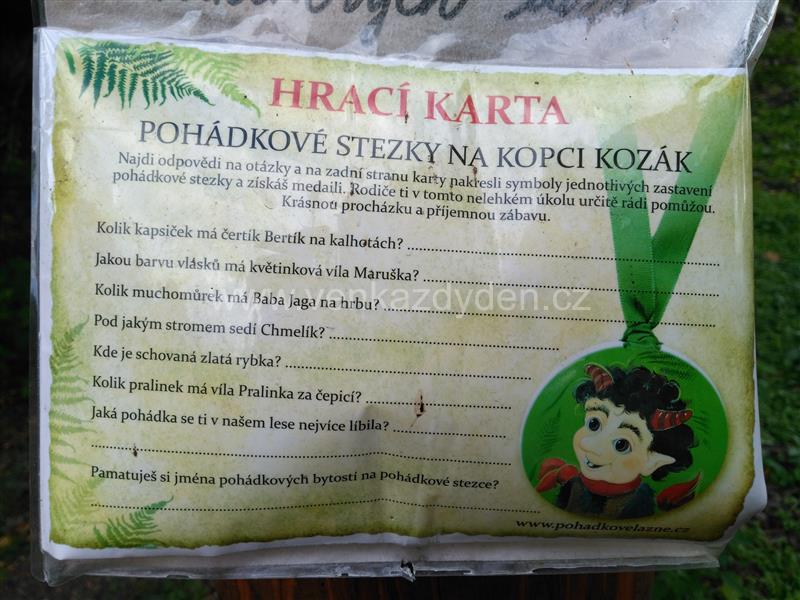 HRACÍ KARTA
POHÁDKOVÉ STEZKY NA KOPCI KOZÁK
Najdi odpovědi na otázky a na zadní stranu karty nakresli symboly jednotlivých zastavení
pohádkové stezky a získáš medaili. Rodiče ti v tomto nelehkém úkolu určitě rádi pomůžou.
Krásnou procházku a příjemnou zábavu.
Kolik kapsiček má čertík Bertík na kalhotách? ..........
Jakou barvu vlásků má květinková víla Maruška? ..........
www.venkazdyden.cz
Kolik muchomůrek má Baba Jaga na hrbu? ..........
Pod jakým stromem sedí Chmelík? ..........
Kde je schovaná zlatá rybka? ..........
Kolik pralinek má víla Pralinka za čepicí? ..........
Jaká pohádka se ti v našem lese nejvíce líbila? ..........
Pamatuješ si jména pohádkových bytostí na pohádkové stezce?
www.pohadkovelazne.cz